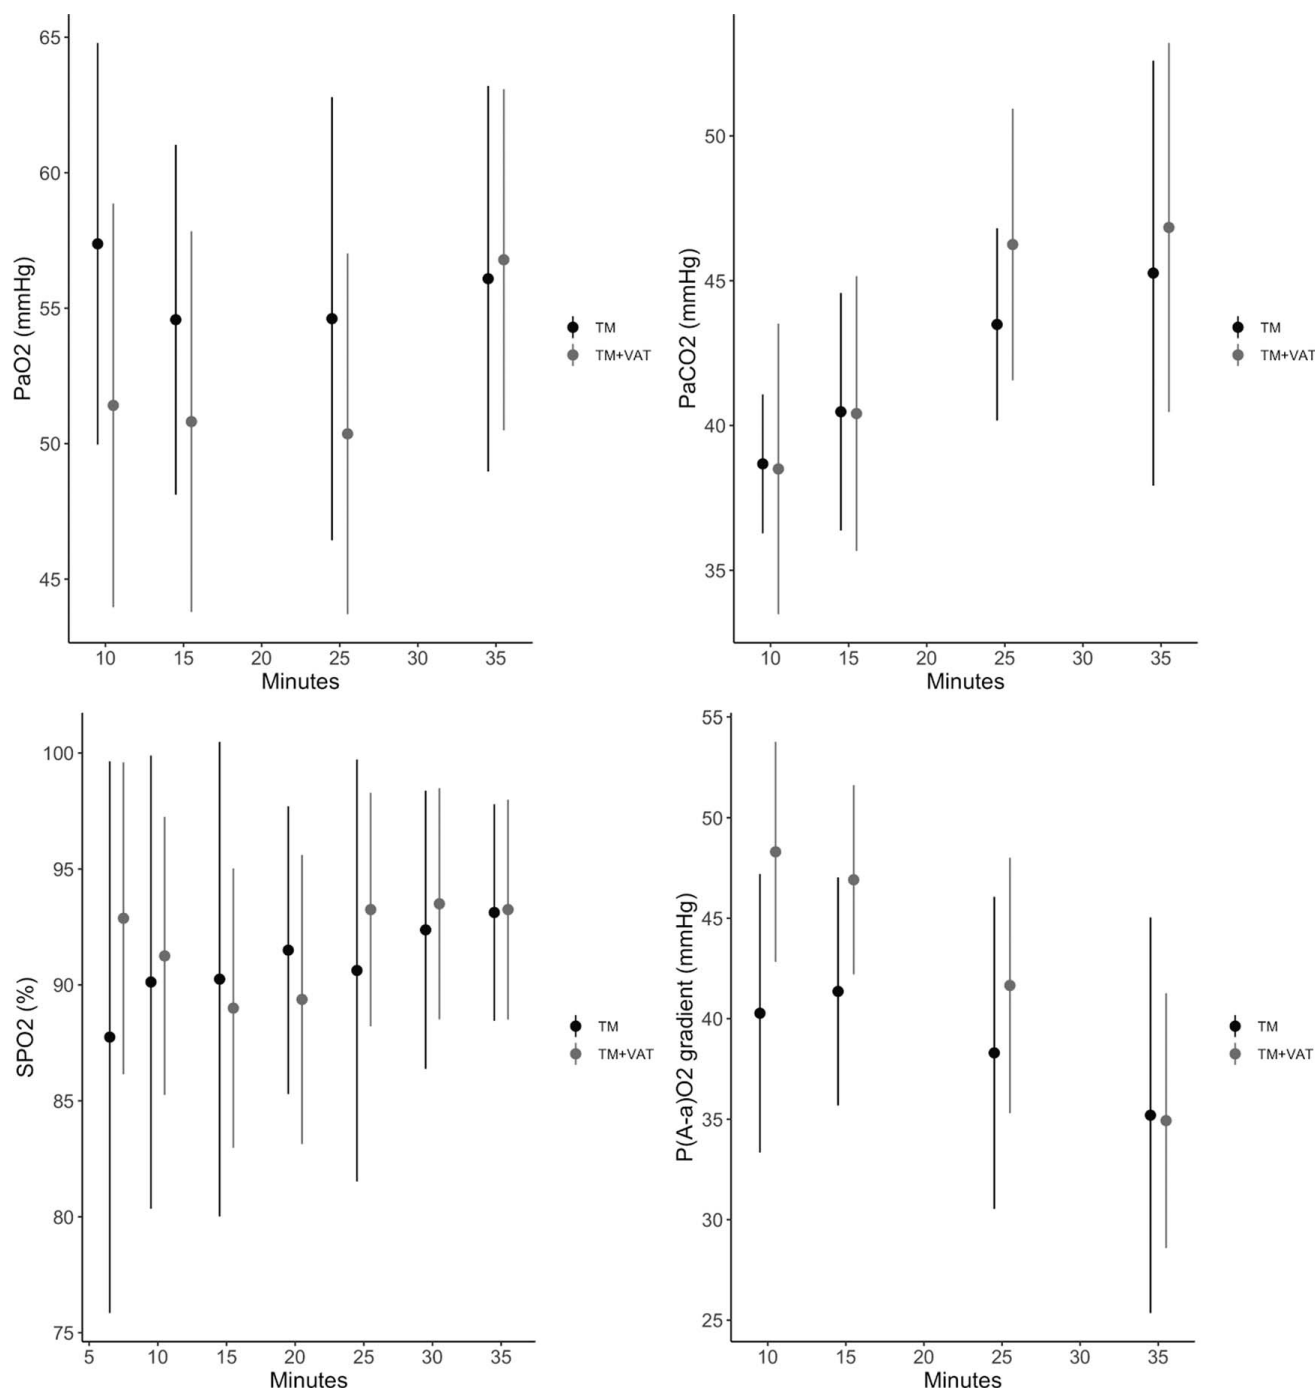 65
60
55
50
45
PaO2 (mmHg)
10 15 20 25 30 35
Minutes
TM
TM+VAT
50
45
40
35
PaCO2 (mmHg)
10 15 20 25 30 35
Minutes
TM
TM+VAT
100
95
90
85
80
75
SPO2 (%)
5 10 15 20 25 30 35
Minutes
TM
TM+VAT
55
50
45
40
35
30
25
P(A-a)O2 gradient (mmHg)
10 15 20 25 30 35
Minutes
TM
TM+VAT